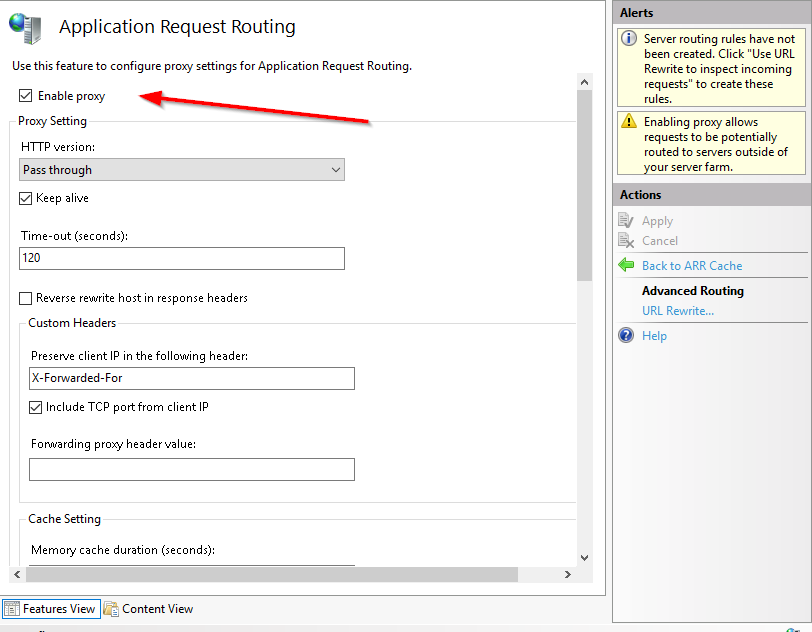 Application Request Routing
Use this feature to configure proxy settings for Application Request Routing.
Enable proxy
Proxy Setting
HTTP version:
Pass through
Keep alive
Time-out (seconds):
120
Reverse rewrite host in response headers
Custom Headers
Preserve client IP in the following header:
X-Forwarded-For
Include TCP port from client IP
Forwarding proxy header value:
Cache Setting
Memory cache duration (seconds):
Features View
Content View
Alerts
Server routing rules have not
been created. Click "Use URL
Rewrite to inspect incoming
requests" to create these
rules.
Enabling proxy allows
requests to be potentially
routed to servers outside of
your server farm.
Actions
Apply
Cancel
Back to ARR Cache
Advanced Routing
URL Rewrite...
Help